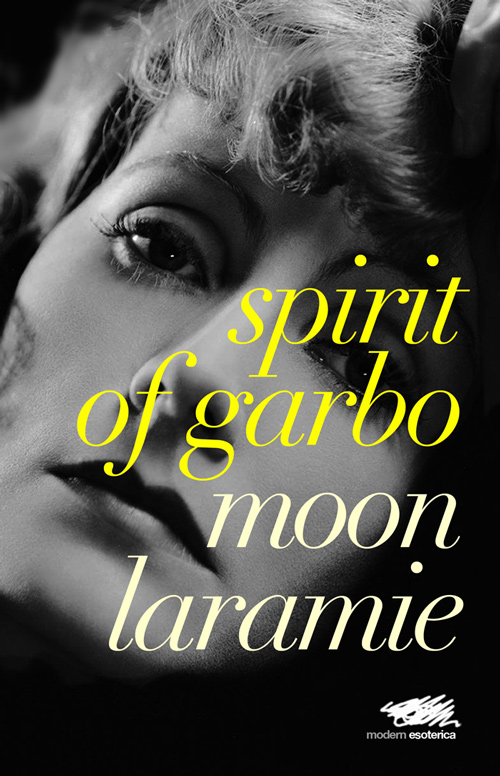 spirit
of garbo
moon
laramie
modern esoterica